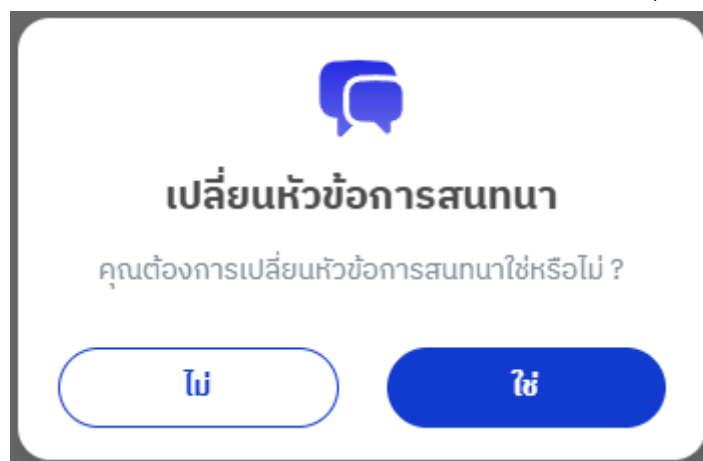 เปลี่ยนหัวข้อการสนทนา
คุณต้องการเปลี่ยนหัวข้อการสนทนาใช่หรือไม่ ?
ไม่
ใช่